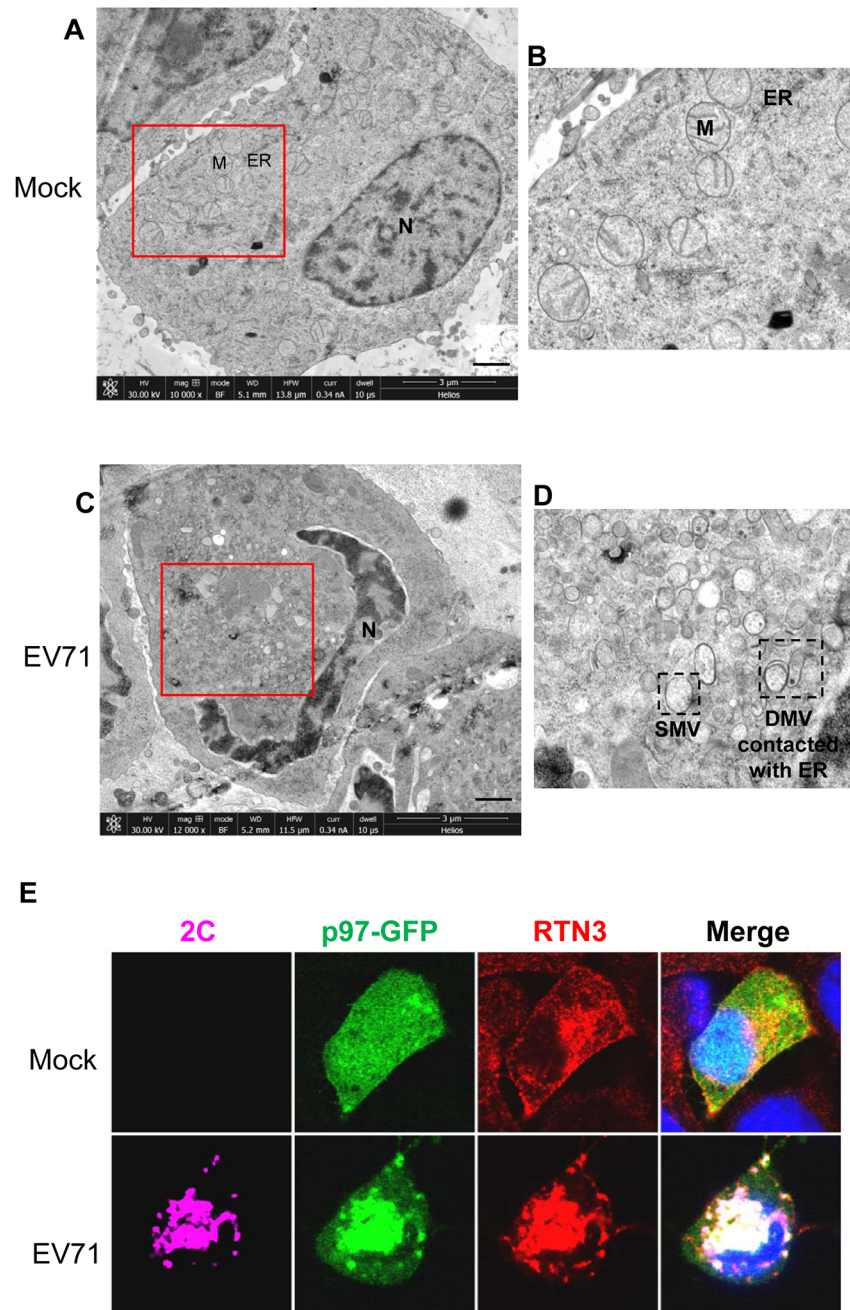 A
B
Mock
M
ER
N
M
ER
HV mag ⊞ mode WD HFW curr dwell
3 µm
30.00 kV 10 000 x BF 5.1 mm 13.8 µm 0.34 nA 10 µs
Helios
C
D
EV71
N
SMV
DMV
contacted
with ER
HV mag ⊞ mode WD HFW curr dwell
3 µm
30.00 kV 12 000 x BF 5.2 mm 11.5 µm 0.34 nA 10 µs
Helios
E
2C p97-GFP RTN3 Merge
Mock
EV71